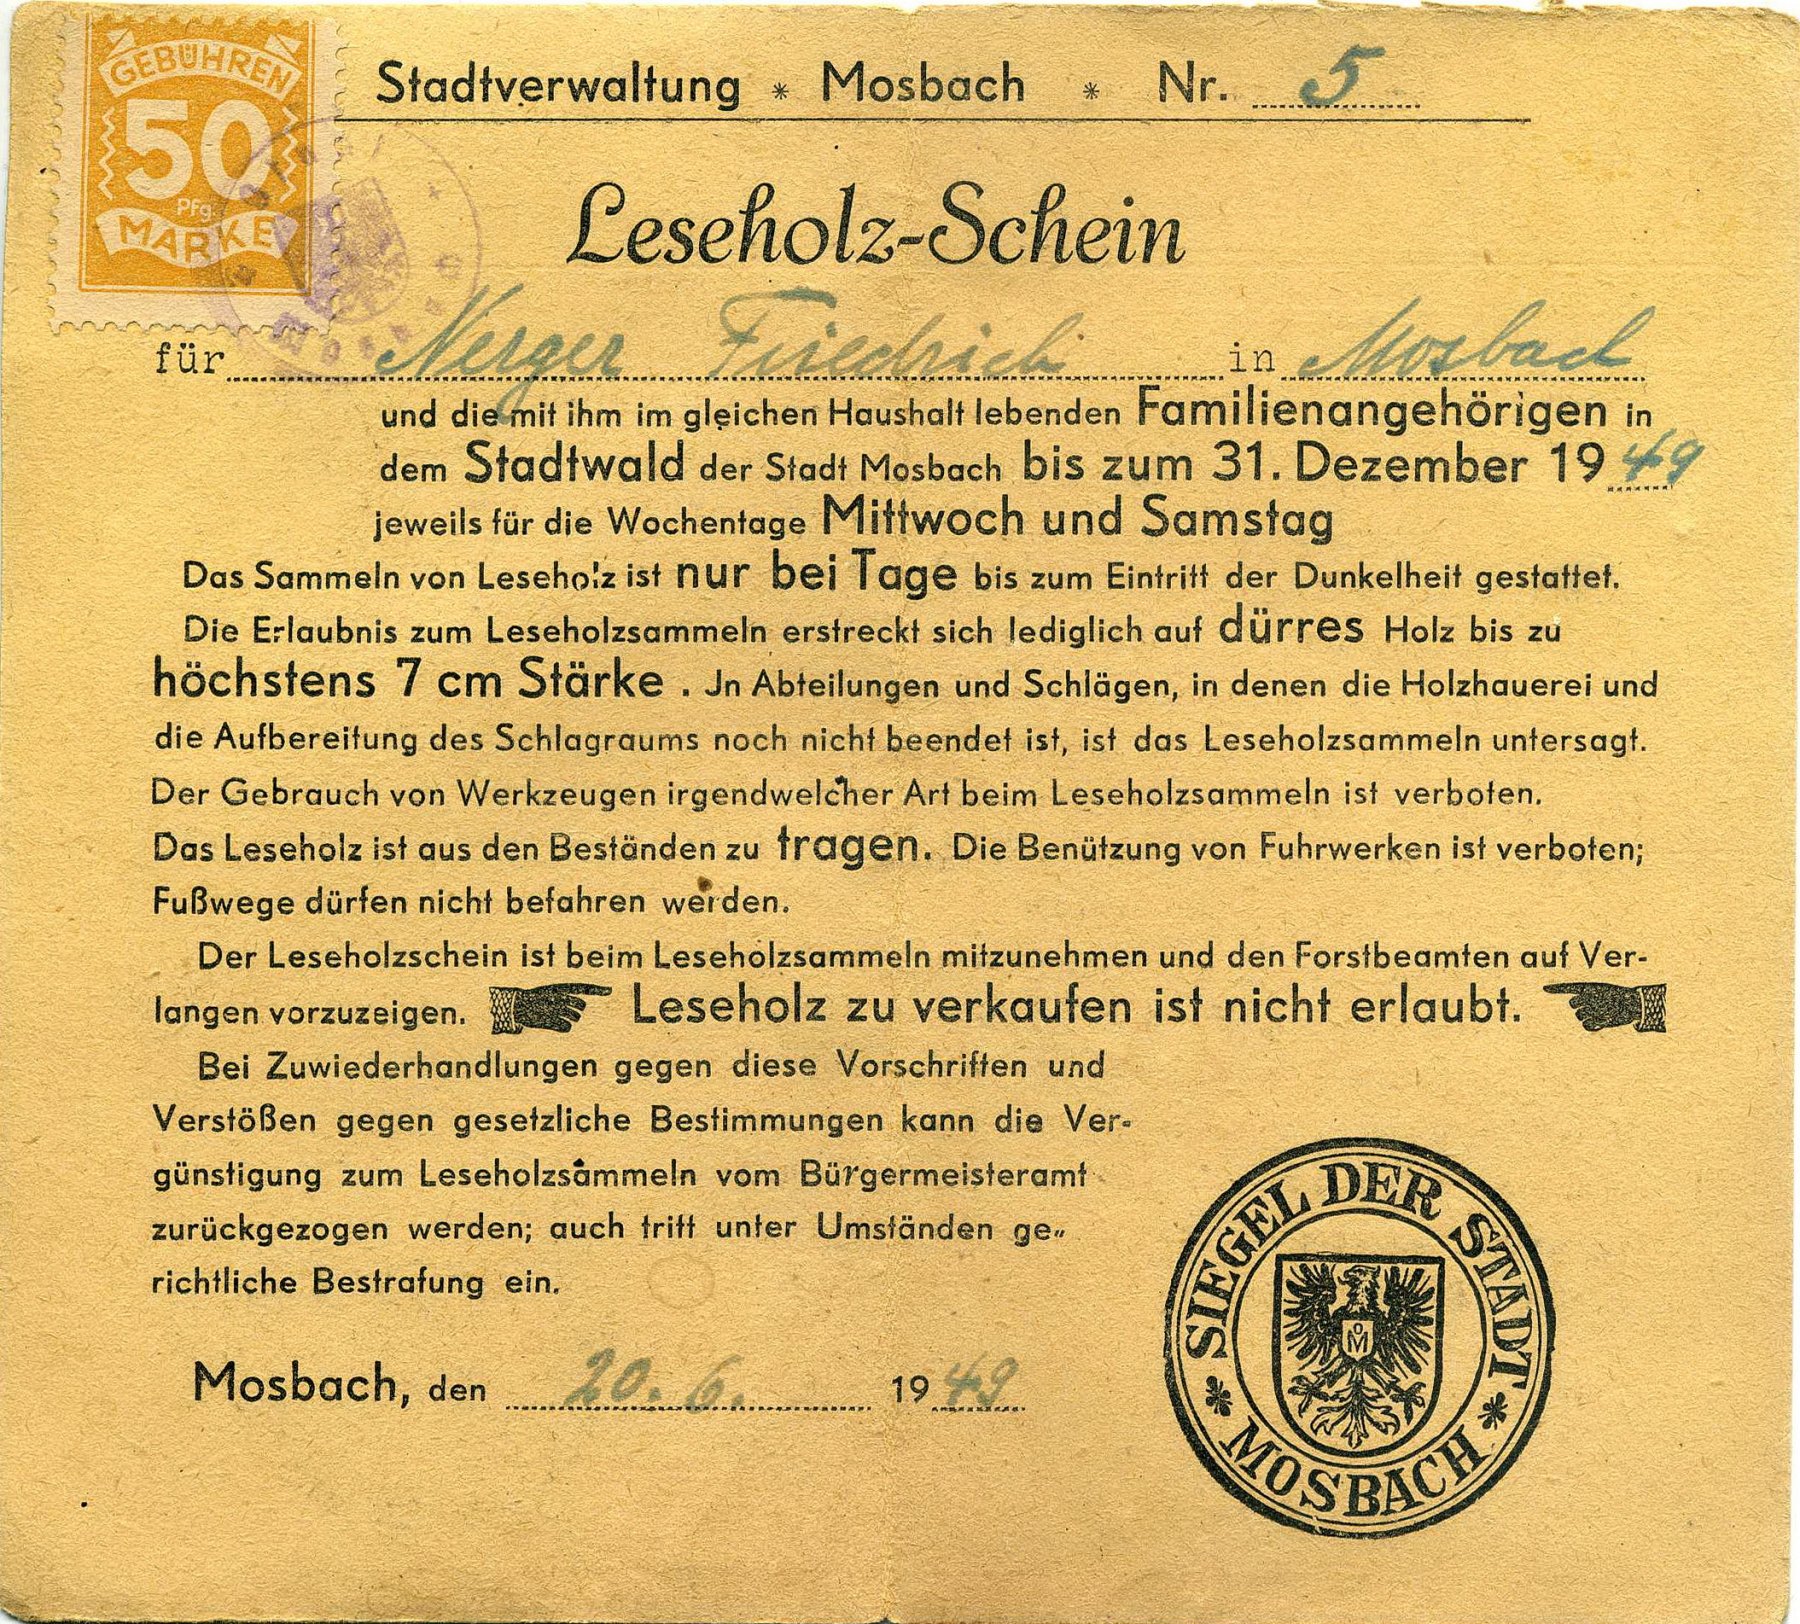 GEBÜHREN
50
Pfg.
MARKE
Stadtverwaltung * Mosbach * Nr. 5
Leseholz-Schein
für Nerger Friedrich in Mosbach
und die mit ihm im gleichen Haushalt lebenden Familienangehörigen in
dem Stadtwald der Stadt Mosbach bis zum 31. Dezember 1949
jeweils für die Wochentage Mittwoch und Samstag
Das Sammeln von Leseholz ist nur bei Tage bis zum Eintritt der Dunkelheit gestattet.
Die Erlaubnis zum Leseholzsammeln erstreckt sich lediglich auf dürres Holz bis zu
höchstens 7 cm Stärke. Jn Abteilungen und Schlägen, in denen die Holzhauerei und
die Aufbereitung des Schlagraums noch nicht beendet ist, ist das Leseholzsammeln untersagt.
Der Gebrauch von Werkzeugen irgendwelcher Art beim Leseholzsammeln ist verboten.
Das Leseholz ist aus den Beständen zu tragen. Die Benützung von Fuhrwerken ist verboten;
Fußwege dürfen nicht befahren werden.
Der Leseholzschein ist beim Leseholzsammeln mitzunehmen und den Forstbeamten auf Ver-
langen vorzuzeigen. Leseholz zu verkaufen ist nicht erlaubt.
Bei Zuwiederhandlungen gegen diese Vorschriften und
Verstößen gegen gesetzliche Bestimmungen kann die Ver-
günstigung zum Leseholzsammeln vom Bürgermeisteramt
zurückgezogen werden; auch tritt unter Umständen ge-
richtliche Bestrafung ein.
Mosbach, den 20. 6. 1949
SIEGEL DER STADT
MOSBACH